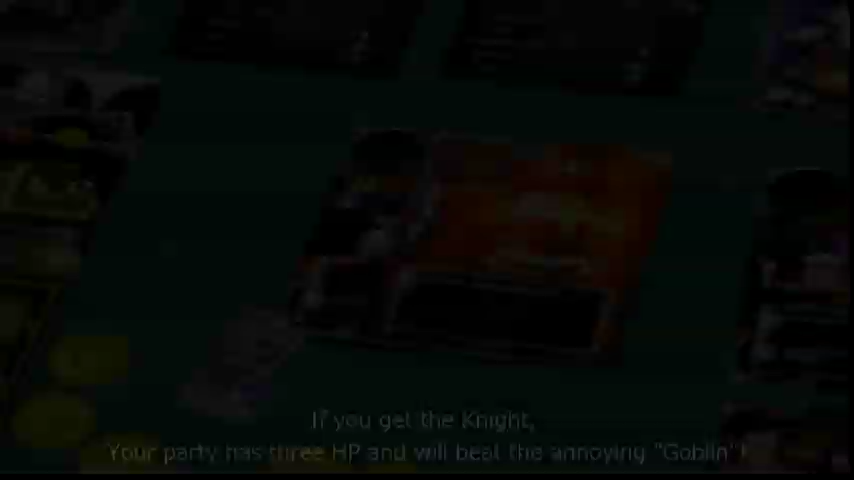 If you get the Knight,
Your party has three HP and will beat the annoying "Goblin"!